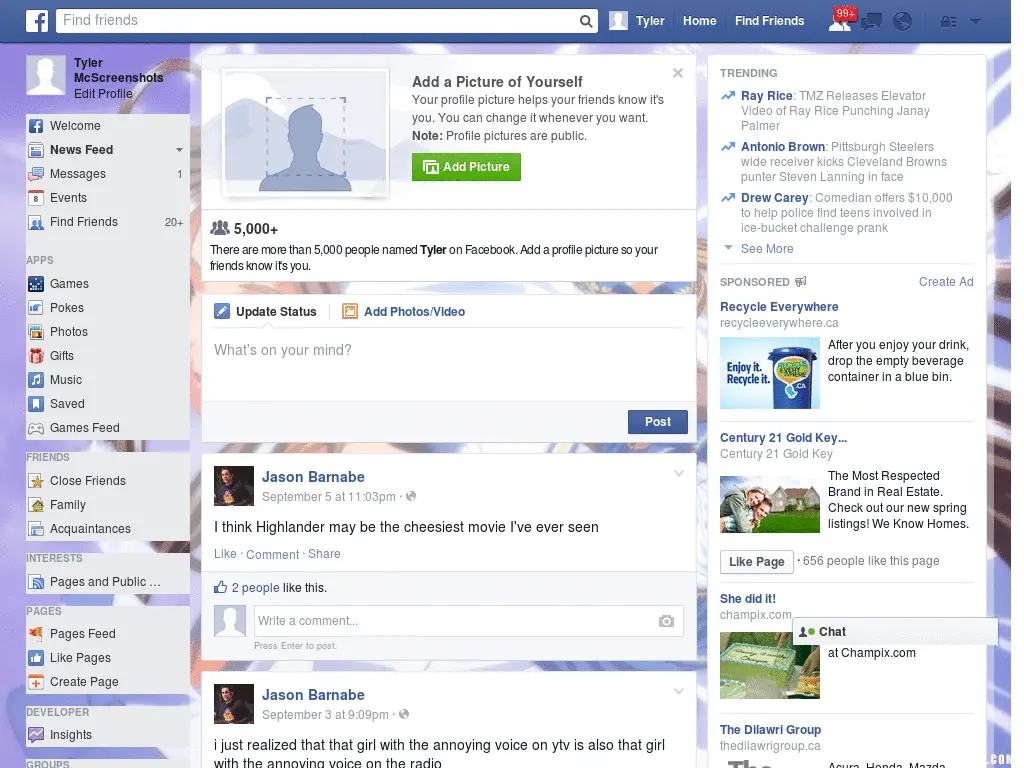 Find friends
Tyler
Home
Find Friends
99+
Tyler
McScreenshots
Edit Profile
Welcome
News Feed
Messages 1
8 Events
Find Friends 20+
APPS
Games
Pokes
Photos
Gifts
Music
Saved
Games Feed
FRIENDS
Close Friends
Family
Acquaintances
INTERESTS
Pages and Public ...
PAGES
Pages Feed
Like Pages
Create Page
DEVELOPER
Insights
GROUPS
Add a Picture of Yourself
Your profile picture helps your friends know it's
you. You can change it whenever you want.
Note: Profile pictures are public.
Add Picture
5,000+
There are more than 5,000 people named Tyler on Facebook. Add a profile picture so your
friends know it's you.
Update Status
Add Photos/Video
What's on your mind?
Post
Jason Barnabe
September 5 at 11:03pm ·
I think Highlander may be the cheesiest movie I've ever seen
Like · Comment · Share
2 people like this.
Write a comment...
Press Enter to post.
Jason Barnabe
September 3 at 9:09pm ·
i just realized that that girl with the annoying voice on ytv is also that girl
with the annoying voice on the radio
TRENDING
Ray Rice: TMZ Releases Elevator
Video of Ray Rice Punching Janay
Palmer
Antonio Brown: Pittsburgh Steelers
wide receiver kicks Cleveland Browns
punter Steven Lanning in face
Drew Carey: Comedian offers $10,000
to help police find teens involved in
ice-bucket challenge prank
See More
SPONSORED
Create Ad
Recycle Everywhere
recycleeverywhere.ca
Enjoy it.
Recycle it.
.CA
After you enjoy your drink,
drop the empty beverage
container in a blue bin.
Century 21 Gold Key...
Century 21 Gold Key
The Most Respected
Brand in Real Estate.
Check out our new spring
listings! We Know Homes.
Like Page · 656 people like this page
She did it!
champix.com
Chat
at Champix.com
The Dilawri Group
thedilawrigroup.ca
The
Acura, Honda, Mazda,
.COM